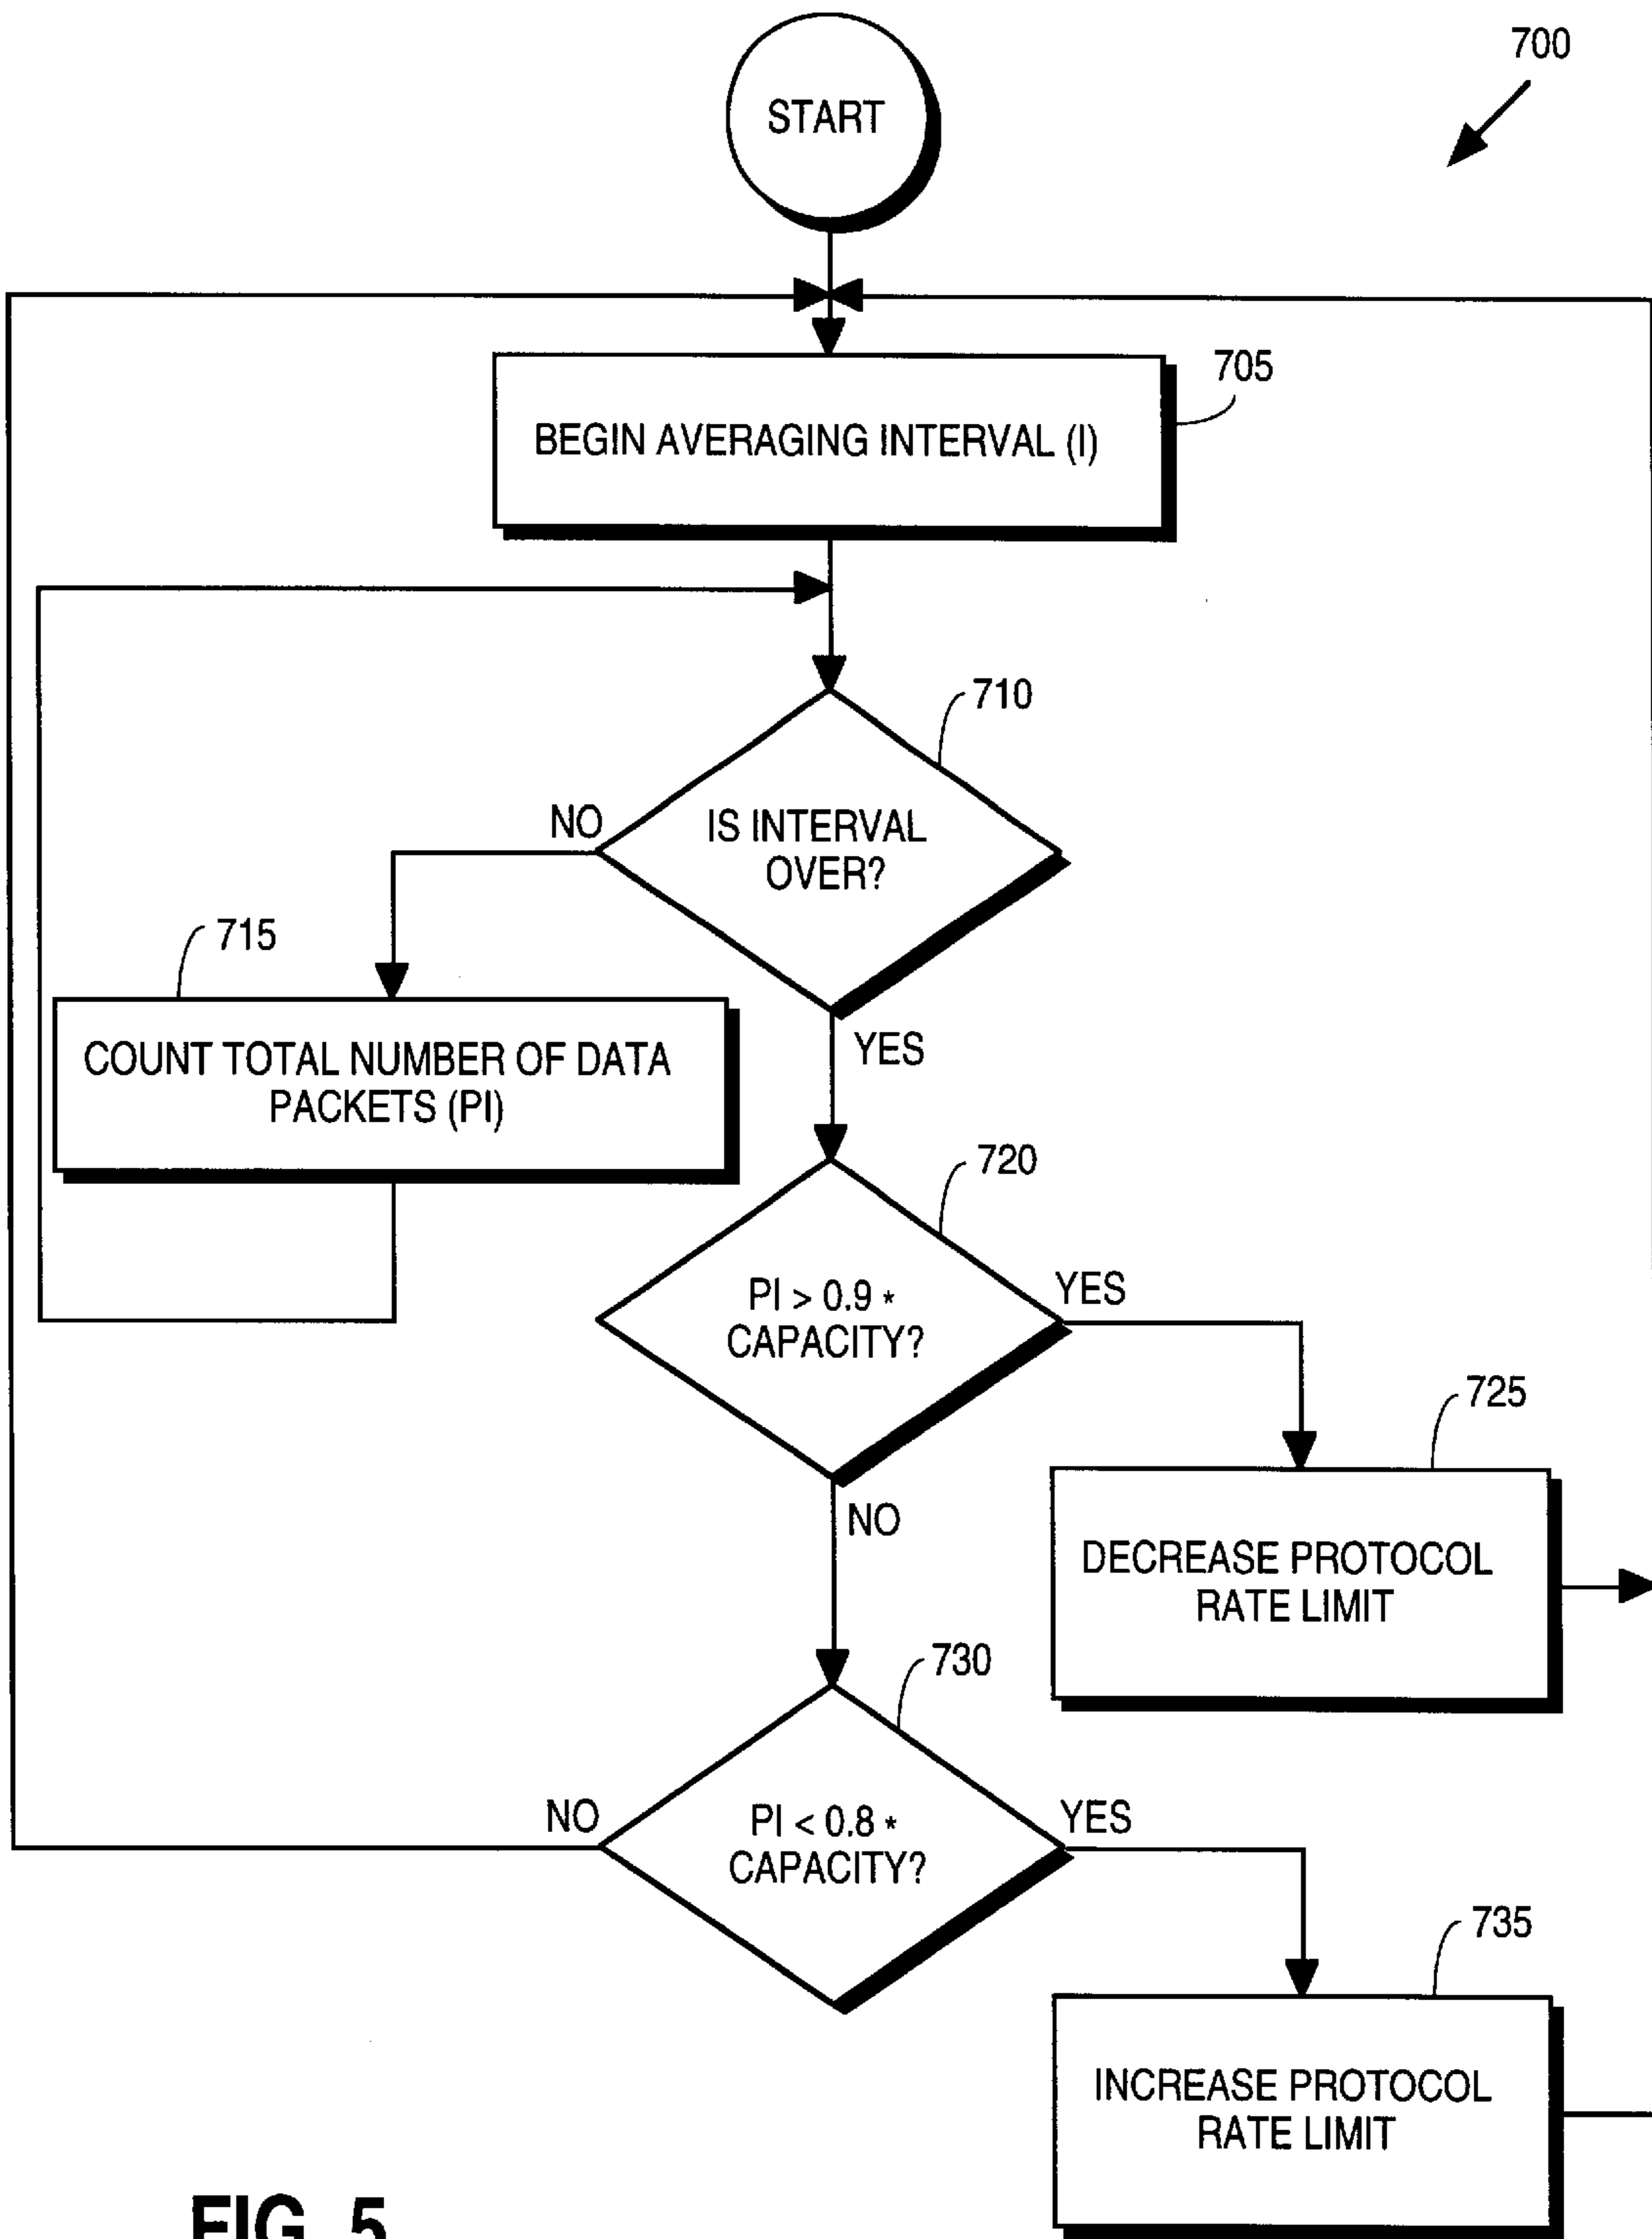 700
START
705
BEGIN AVERAGING INTERVAL (I)
710
NO
IS INTERVAL
OVER?
715
COUNT TOTAL NUMBER OF DATA
PACKETS (PI)
YES
720
PI > 0.9 *
CAPACITY?
YES
725
NO
DECREASE PROTOCOL
RATE LIMIT
730
NO
PI < 0.8 *
CAPACITY?
YES
735
INCREASE PROTOCOL
RATE LIMIT
FIG. 5